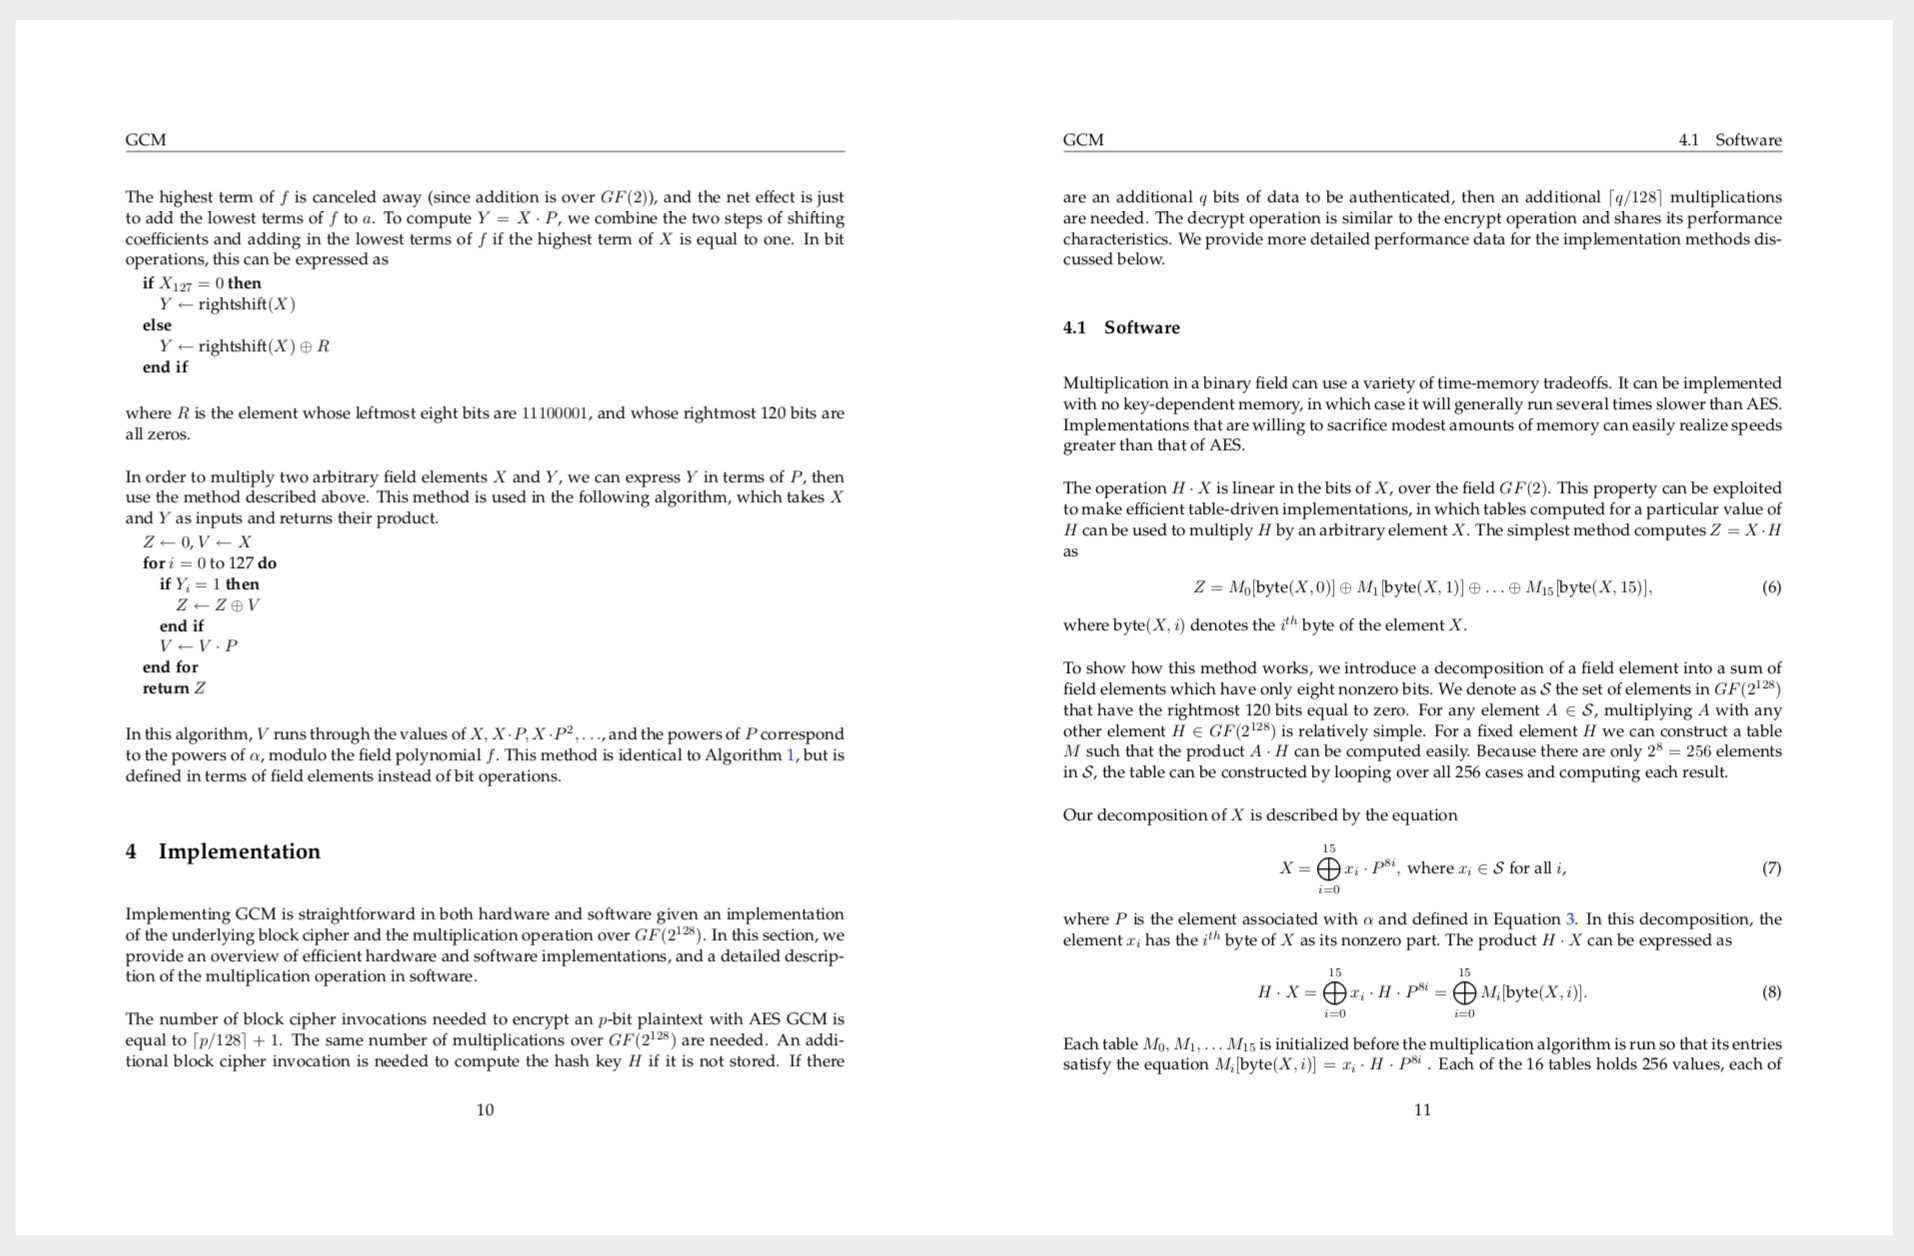 GCM
The highest term of f is canceled away (since addition is over GF(2)), and the net effect is just
to add the lowest terms of f to a. To compute Y = X · P, we combine the two steps of shifting
coefficients and adding in the lowest terms of f if the highest term of X is equal to one. In bit
operations, this can be expressed as
if X₁₂₇ = 0 then
Y ← rightshift(X)
else
Y ← rightshift(X) ⊕ R
end if
where R is the element whose leftmost eight bits are 11100001, and whose rightmost 120 bits are
all zeros.
In order to multiply two arbitrary field elements X and Y, we can express Y in terms of P, then
use the method described above. This method is used in the following algorithm, which takes X
and Y as inputs and returns their product.
Z ← 0, V ← X
for i = 0 to 127 do
if Yᵢ = 1 then
Z ← Z ⊕ V
end if
V ← V · P
end for
return Z
In this algorithm, V runs through the values of X, X · P, X · P², . . ., and the powers of P correspond
to the powers of α, modulo the field polynomial f. This method is identical to Algorithm 1, but is
defined in terms of field elements instead of bit operations.
4 Implementation
Implementing GCM is straightforward in both hardware and software given an implementation
of the underlying block cipher and the multiplication operation over GF(2¹²⁸). In this section, we
provide an overview of efficient hardware and software implementations, and a detailed descrip-
tion of the multiplication operation in software.
The number of block cipher invocations needed to encrypt an p-bit plaintext with AES GCM is
equal to ⌈p/128⌉ + 1. The same number of multiplications over GF(2¹²⁸) are needed. An addi-
tional block cipher invocation is needed to compute the hash key H if it is not stored. If there
10
GCM 4.1 Software
are an additional q bits of data to be authenticated, then an additional ⌈q/128⌉ multiplications
are needed. The decrypt operation is similar to the encrypt operation and shares its performance
characteristics. We provide more detailed performance data for the implementation methods dis-
cussed below.
4.1 Software
Multiplication in a binary field can use a variety of time-memory tradeoffs. It can be implemented
with no key-dependent memory, in which case it will generally run several times slower than AES.
Implementations that are willing to sacrifice modest amounts of memory can easily realize speeds
greater than that of AES.
The operation H · X is linear in the bits of X, over the field GF(2). This property can be exploited
to make efficient table-driven implementations, in which tables computed for a particular value of
H can be used to multiply H by an arbitrary element X. The simplest method computes Z = X · H
as
Z = M₀[byte(X, 0)] ⊕ M₁[byte(X, 1)] ⊕ . . . ⊕ M₁₅[byte(X, 15)], (6)
where byte(X, i) denotes the iᵗʰ byte of the element X.
To show how this method works, we introduce a decomposition of a field element into a sum of
field elements which have only eight nonzero bits. We denote as 𝒮 the set of elements in GF(2¹²⁸)
that have the rightmost 120 bits equal to zero. For any element A ∈ 𝒮, multiplying A with any
other element H ∈ GF(2¹²⁸) is relatively simple. For a fixed element H we can construct a table
M such that the product A · H can be computed easily. Because there are only 2⁸ = 256 elements
in 𝒮, the table can be constructed by looping over all 256 cases and computing each result.
Our decomposition of X is described by the equation
X = ⨁ᵢ₌₀¹⁵ xᵢ · P⁸ⁱ, where xᵢ ∈ 𝒮 for all i, (7)
where P is the element associated with α and defined in Equation 3. In this decomposition, the
element xᵢ has the iᵗʰ byte of X as its nonzero part. The product H · X can be expressed as
H · X = ⨁ᵢ₌₀¹⁵ xᵢ · H · P⁸ⁱ = ⨁ᵢ₌₀¹⁵ Mᵢ[byte(X, i)]. (8)
Each table M₀, M₁, . . . M₁₅ is initialized before the multiplication algorithm is run so that its entries
satisfy the equation Mᵢ[byte(X, i)] = xᵢ · H · P⁸ⁱ . Each of the 16 tables holds 256 values, each of
11